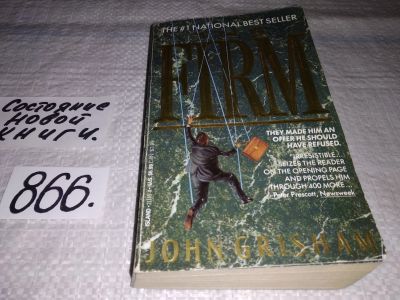 Состояние
новой
книги.
866.
THE #1 NATIONAL BEST SELLER
THE
FIRM
THEY MADE HIM AN
OFFER HE SHOULD
HAVE REFUSED.
"IRRESISTIBLE...
SEIZES THE READER
ON THE OPENING PAGE
AND PROPELS HIM
THROUGH 400 MORE..."
—Peter Prescott, Newsweek
JOHN GRISHAM
ISLAND